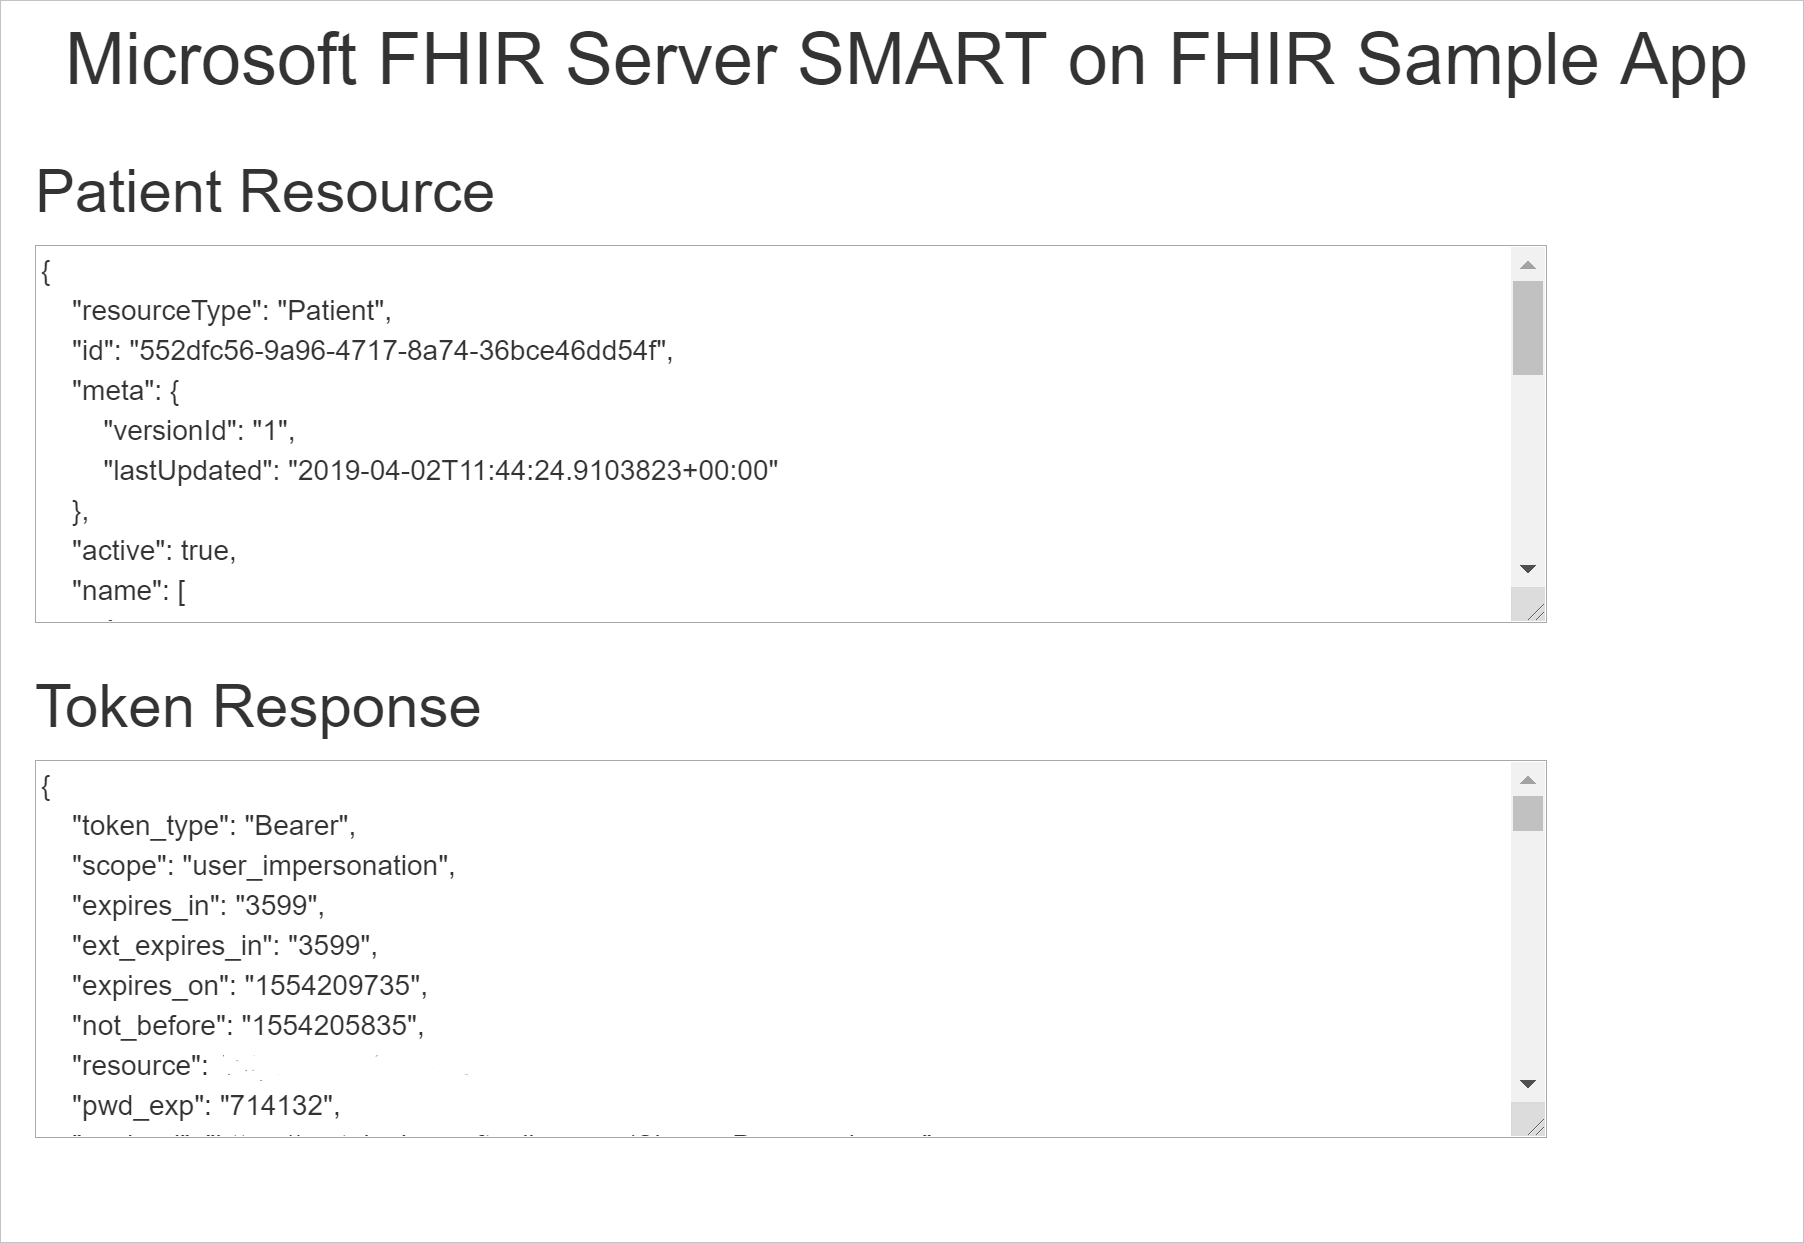 Microsoft FHIR Server SMART on FHIR Sample App
Patient Resource
{
"resourceType": "Patient",
"id": "552dfc56-9a96-4717-8a74-36bce46dd54f",
"meta": {
"versionId": "1",
"lastUpdated": "2019-04-02T11:44:24.9103823+00:00"
},
"active": true,
"name": [
Token Response
{
"token_type": "Bearer",
"scope": "user_impersonation",
"expires_in": "3599",
"ext_expires_in": "3599",
"expires_on": "1554209735",
"not_before": "1554205835",
"resource":
"pwd_exp": "714132",